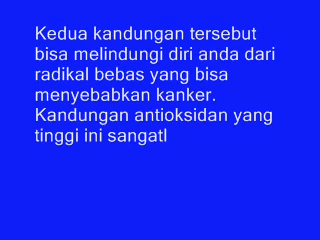 Kedua kandungan tersebut
bisa melindungi diri anda dari
radikal bebas yang bisa
menyebabkan kanker.
Kandungan antioksidan yang
tinggi ini sangatl